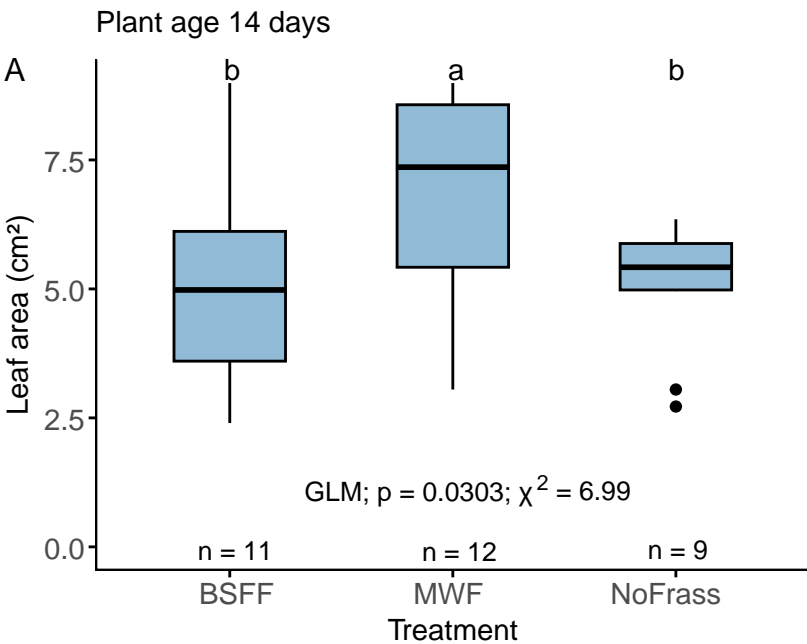 Plant age 14 days
A
b a b
7.5
5.0
2.5
0.0
Leaf area (cm²)
GLM; p = 0.0303; χ² = 6.99
n = 11 n = 12 n = 9
BSFF MWF NoFrass
Treatment